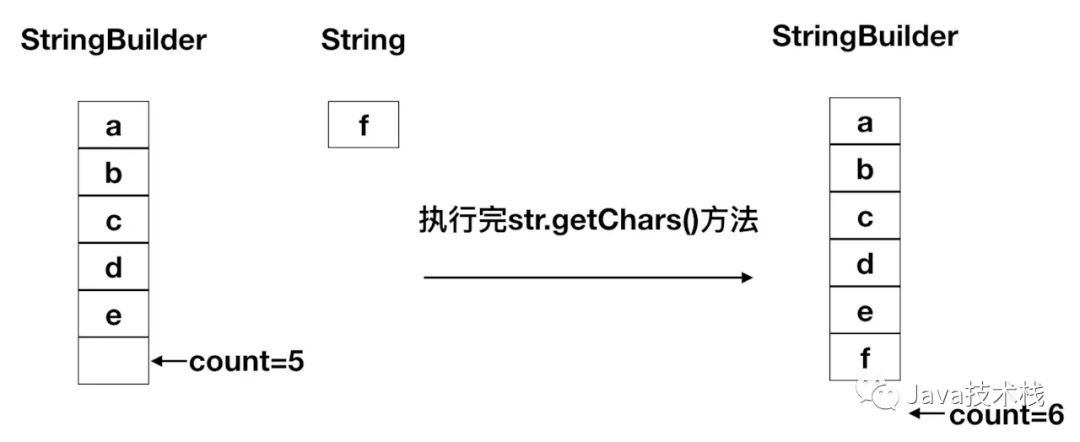 StringBuilder
String
StringBuilder
a
b
c
d
e
count=5
f
执行完str.getChars()方法
a
b
c
d
e
f
Java技术栈
count=6